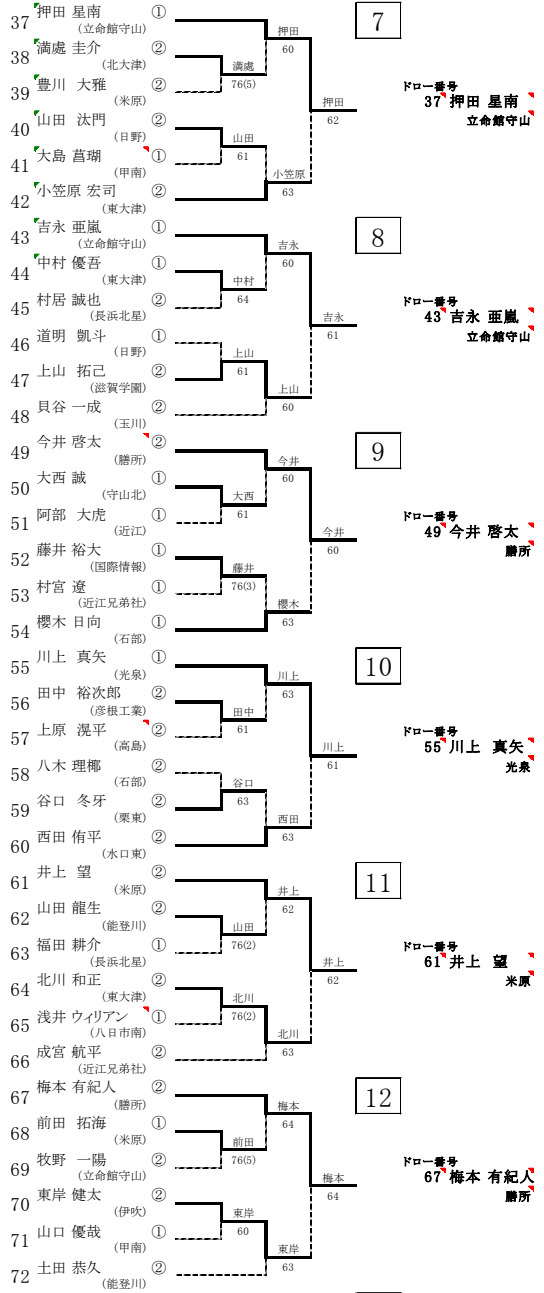 7
37 押田 星南 ①
(立命館守山)
押田
60
38 満處 圭介 ②
(北大津)
満處
76(5)
39 豊川 大雅 ②
(米原)
押田
62
ドロー番号
37 押田 星南
立命館守山
40 山田 汰門 ②
(日野)
山田
61
41 大島 菖瑚 ①
(甲南)
小笠原
63
42 小笠原 宏司 ②
(東大津)
8
43 吉永 亜嵐 ①
(立命館守山)
吉永
60
44 中村 優吾 ①
(東大津)
中村
64
45 村居 誠也 ②
(長浜北星)
吉永
61
ドロー番号
43 吉永 亜嵐
立命館守山
46 道明 凱斗 ①
(日野)
上山
61
47 上山 拓己 ②
(滋賀学園)
上山
60
48 貝谷 一成 ②
(玉川)
9
49 今井 啓太 ②
(膳所)
今井
60
50 大西 誠 ①
(守山北)
大西
61
51 阿部 大虎 ①
(近江)
今井
60
ドロー番号
49 今井 啓太
膳所
52 藤井 裕大 ①
(国際情報)
藤井
76(3)
53 村宮 遼 ①
(近江兄弟社)
櫻木
63
54 櫻木 日向 ①
(石部)
10
55 川上 真矢 ①
(光泉)
川上
63
56 田中 裕次郎 ②
(彦根工業)
田中
61
57 上原 滉平 ②
(高島)
川上
61
ドロー番号
55 川上 真矢
光泉
58 八木 理椰 ②
(石部)
谷口
63
59 谷口 冬牙 ②
(栗東)
西田
63
60 西田 侑平 ②
(水口東)
11
61 井上 望 ②
(米原)
井上
62
62 山田 龍生 ②
(能登川)
山田
76(2)
63 福田 耕介 ①
(長浜北星)
井上
62
ドロー番号
61 井上 望
米原
64 北川 和正 ②
(東大津)
北川
76(2)
65 浅井 ウィリアン ①
(八日市南)
北川
63
66 成宮 航平 ②
(近江兄弟社)
12
67 梅本 有紀人 ②
(膳所)
梅本
64
68 前田 拓海 ①
(米原)
前田
76(5)
69 牧野 一陽 ②
(立命館守山)
梅本
64
ドロー番号
67 梅本 有紀人
膳所
70 東岸 健太 ②
(伊吹)
東岸
60
71 山口 優哉 ①
(甲南)
東岸
63
72 土田 恭久 ②
(能登川)